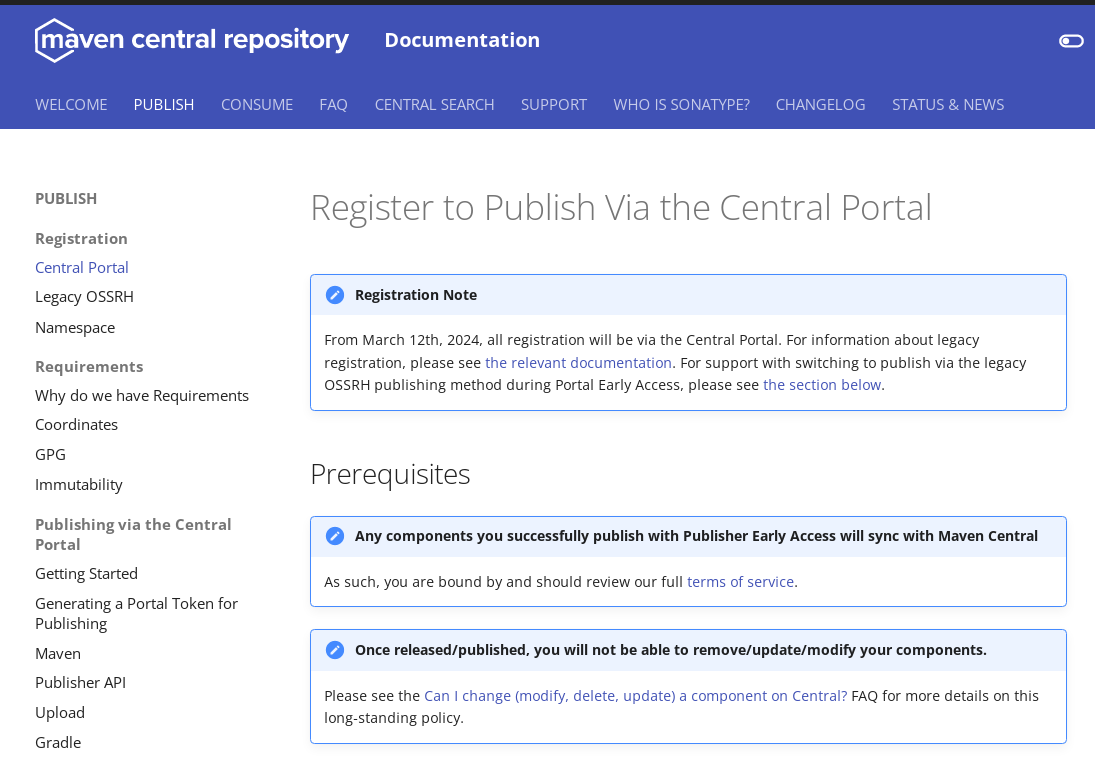 maven central repository
Documentation
WELCOME PUBLISH CONSUME FAQ CENTRAL SEARCH SUPPORT WHO IS SONATYPE? CHANGELOG STATUS & NEWS
PUBLISH
Registration
Central Portal
Legacy OSSRH
Namespace
Requirements
Why do we have Requirements
Coordinates
GPG
Immutability
Publishing via the Central
Portal
Getting Started
Generating a Portal Token for
Publishing
Maven
Publisher API
Upload
Gradle
Register to Publish Via the Central Portal
Registration Note
From March 12th, 2024, all registration will be via the Central Portal. For information about legacy
registration, please see the relevant documentation. For support with switching to publish via the legacy
OSSRH publishing method during Portal Early Access, please see the section below.
Prerequisites
Any components you successfully publish with Publisher Early Access will sync with Maven Central
As such, you are bound by and should review our full terms of service.
Once released/published, you will not be able to remove/update/modify your components.
Please see the Can I change (modify, delete, update) a component on Central? FAQ for more details on this
long-standing policy.